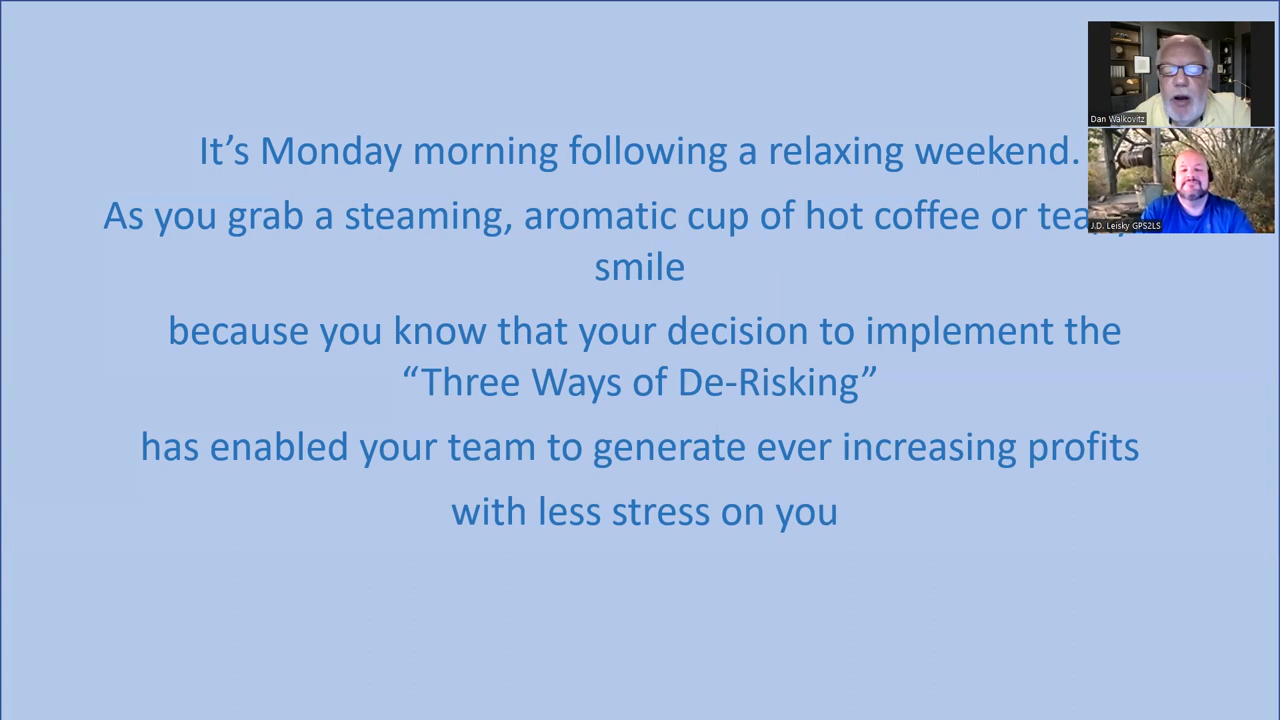 It’s Monday morning following a relaxing weekend.
As you grab a steaming, aromatic cup of hot coffee or tea
smile
because you know that your decision to implement the
“Three Ways of De-Risking”
has enabled your team to generate ever increasing profits
with less stress on you
Dan Walkovitz
J.D. Leisky GPS2LS